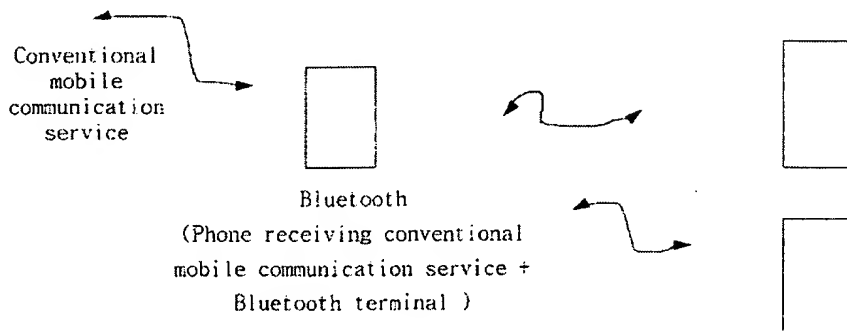 Conventional
mobile
communication
service
Bluetooth
(Phone receiving conventional
mobile communication service +
Bluetooth terminal )